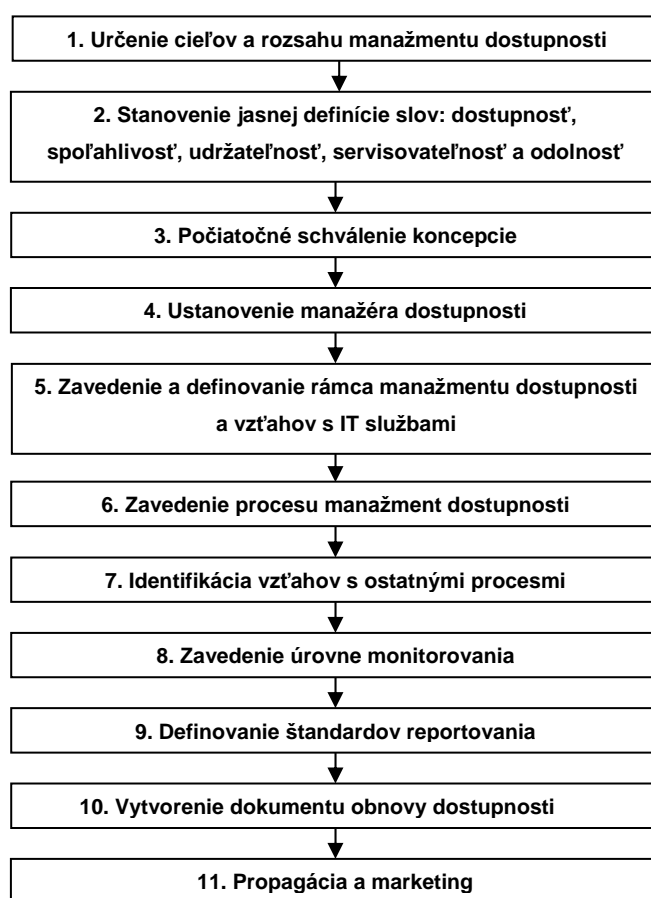 1. Určenie cieľov a rozsahu manažmentu dostupnosti
2. Stanovenie jasnej definície slov: dostupnosť,
spoľahlivosť, udržateľnosť, servisovateľnosť a odolnosť
3. Počiatočné schválenie koncepcie
4. Ustanovenie manažéra dostupnosti
5. Zavedenie a definovanie rámca manažmentu dostupnosti
a vzťahov s IT službami
6. Zavedenie procesu manažment dostupnosti
7. Identifikácia vzťahov s ostatnými procesmi
8. Zavedenie úrovne monitorovania
9. Definovanie štandardov reportovania
10. Vytvorenie dokumentu obnovy dostupnosti
11. Propagácia a marketing